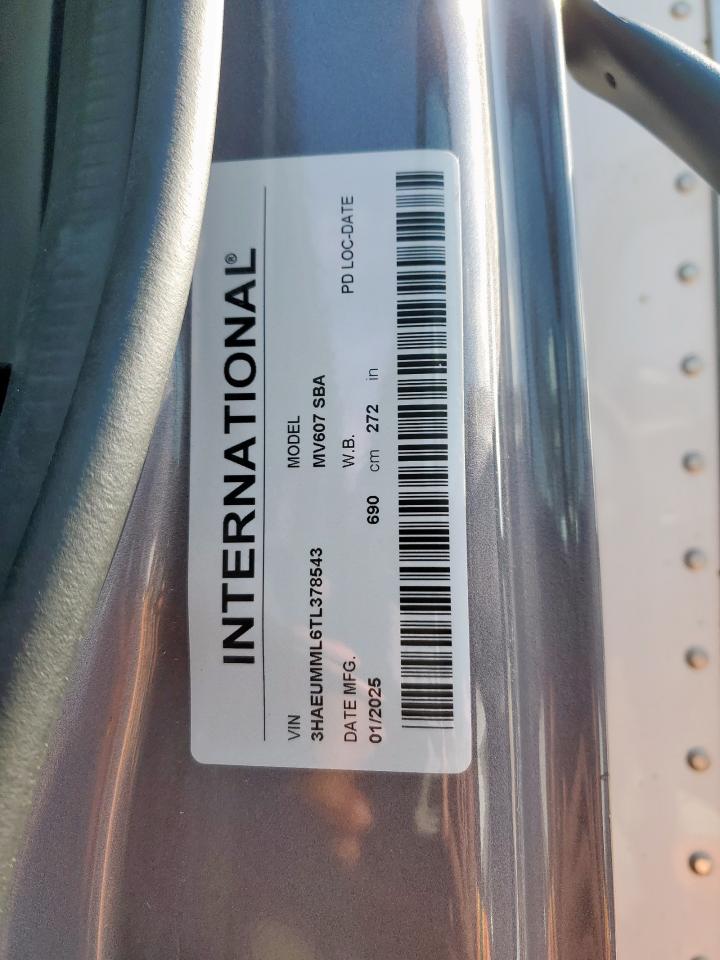 INTERNATIONAL®
VIN MODEL
3HAEUMML6TL378543 MV607 SBA
DATE MFG. W.B. PD LOC-DATE
01/2025 690 cm 272 in